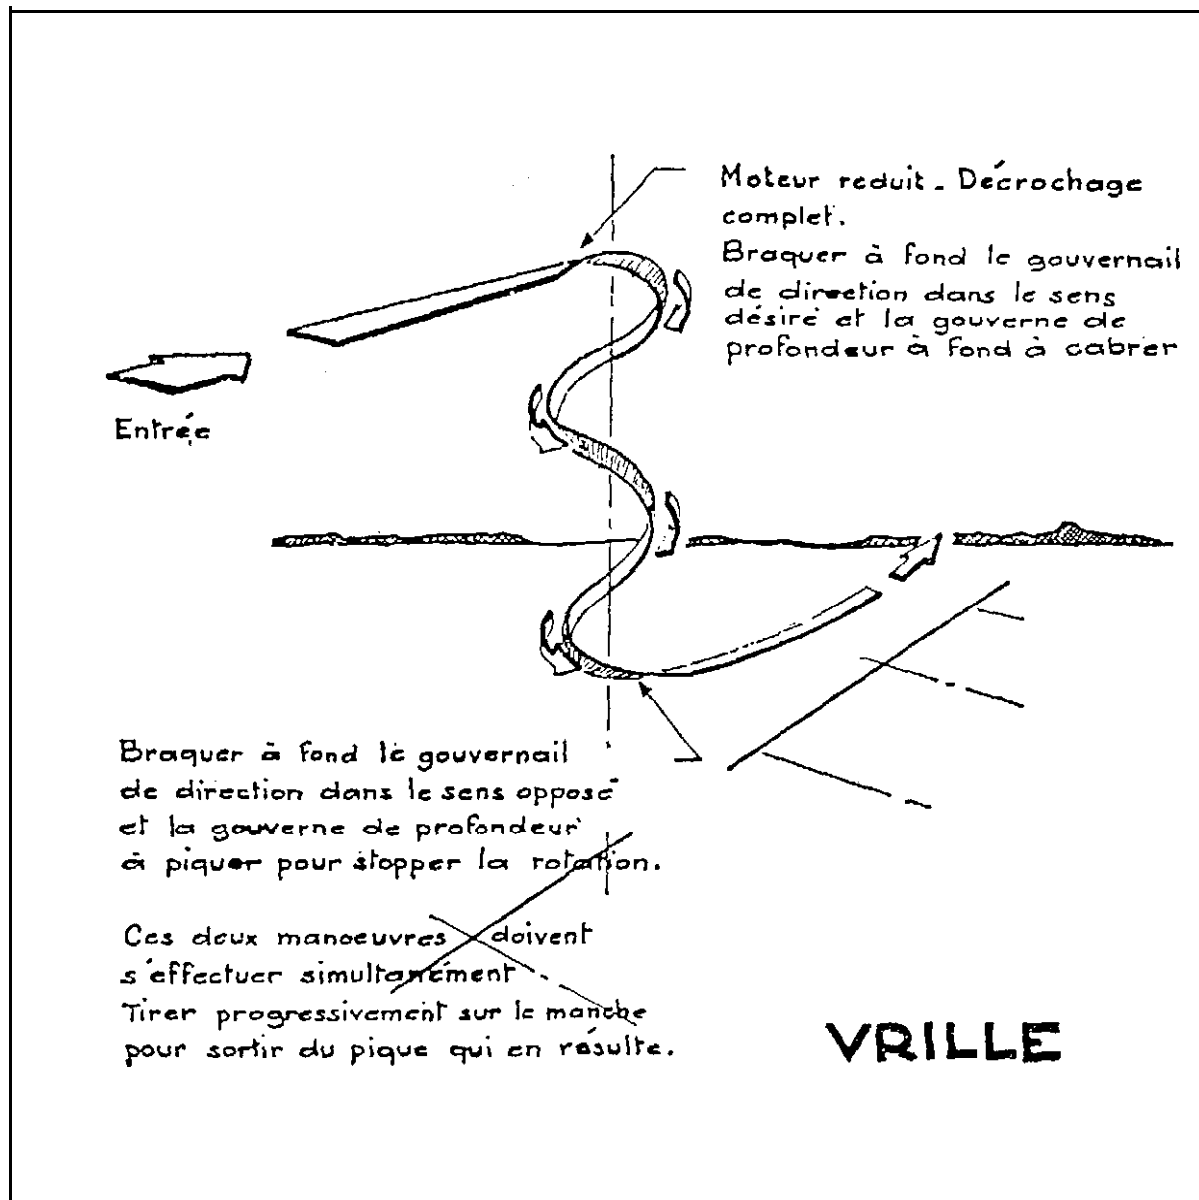 Moteur reduit _ Décrochage
complet.
Braquer à fond le gouvernail
de direction dans le sens
désiré et la gouverne de
profondeur à fond à cabrer
Entrée
Braquer à fond le gouvernail
de direction dans le sens opposé
et la gouverne de profondeur
à piquer pour stopper la rotation.
Ces deux manoeuvres doivent
s'effectuer simultanément
Tirer progressivement sur le manche
pour sortir du pique qui en résulte.
VRILLE